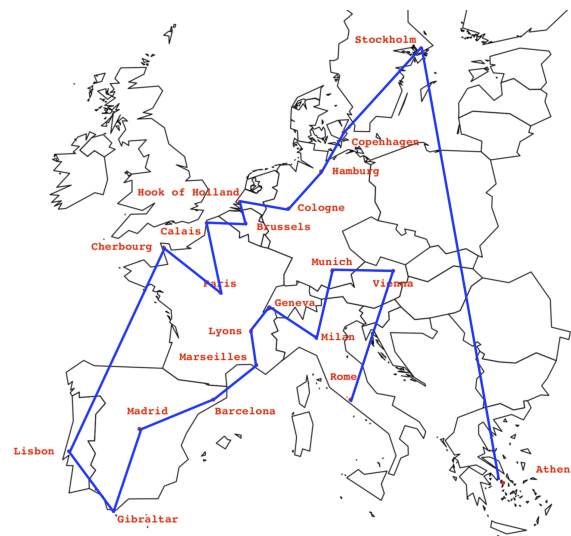 Stockholm
Copenhagen
Hamburg
Hook of Holland
Cologne
Calais
Brussels
Cherbourg
Munich
Paris
Vienna
Geneva
Lyons
Milan
Marseilles
Rome
Madrid
Barcelona
Lisbon
Athen
Gibraltar